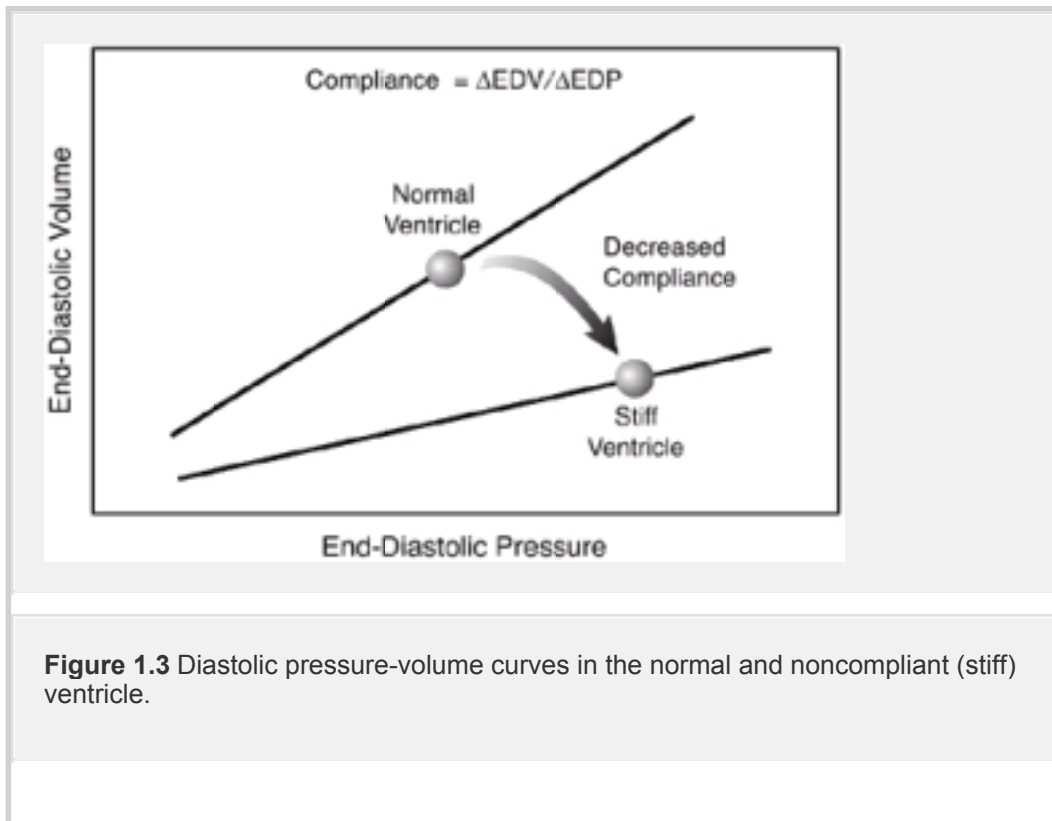 Compliance = ΔEDV/ΔEDP
End-Diastolic Volume
Normal
Ventricle
Decreased
Compliance
Stiff
Ventricle
End-Diastolic Pressure
Figure 1.3 Diastolic pressure-volume curves in the normal and noncompliant (stiff)
ventricle.